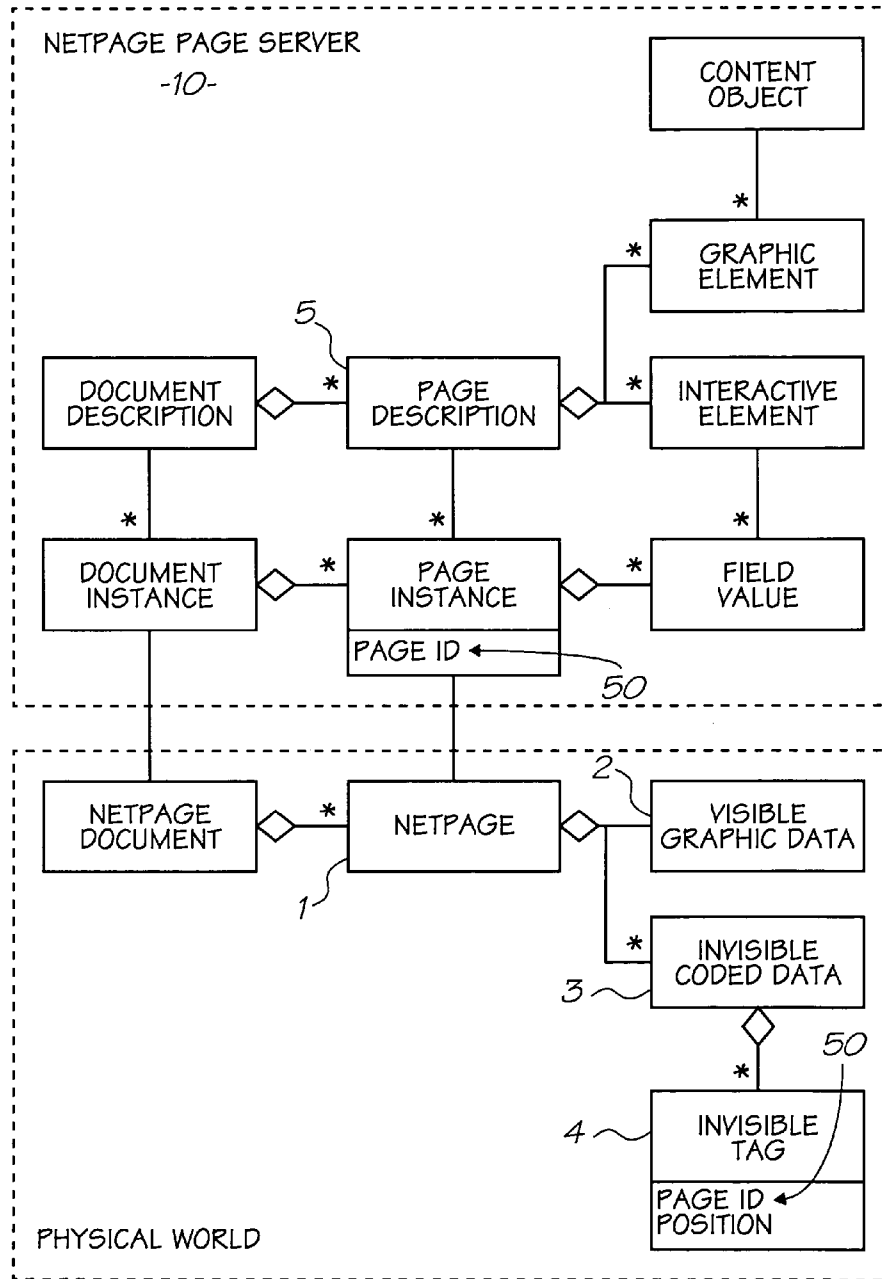 NETPAGE PAGE SERVER
-10-
CONTENT
OBJECT
*
*
GRAPHIC
ELEMENT
5
DOCUMENT
DESCRIPTION
*
PAGE
DESCRIPTION
*
INTERACTIVE
ELEMENT
*
*
*
DOCUMENT
INSTANCE
*
PAGE
INSTANCE
*
FIELD
VALUE
PAGE ID
50
NETPAGE
DOCUMENT
*
NETPAGE
1
2
VISIBLE
GRAPHIC DATA
*
INVISIBLE
CODED DATA
3
50
*
4
INVISIBLE
TAG
PAGE ID
POSITION
PHYSICAL WORLD